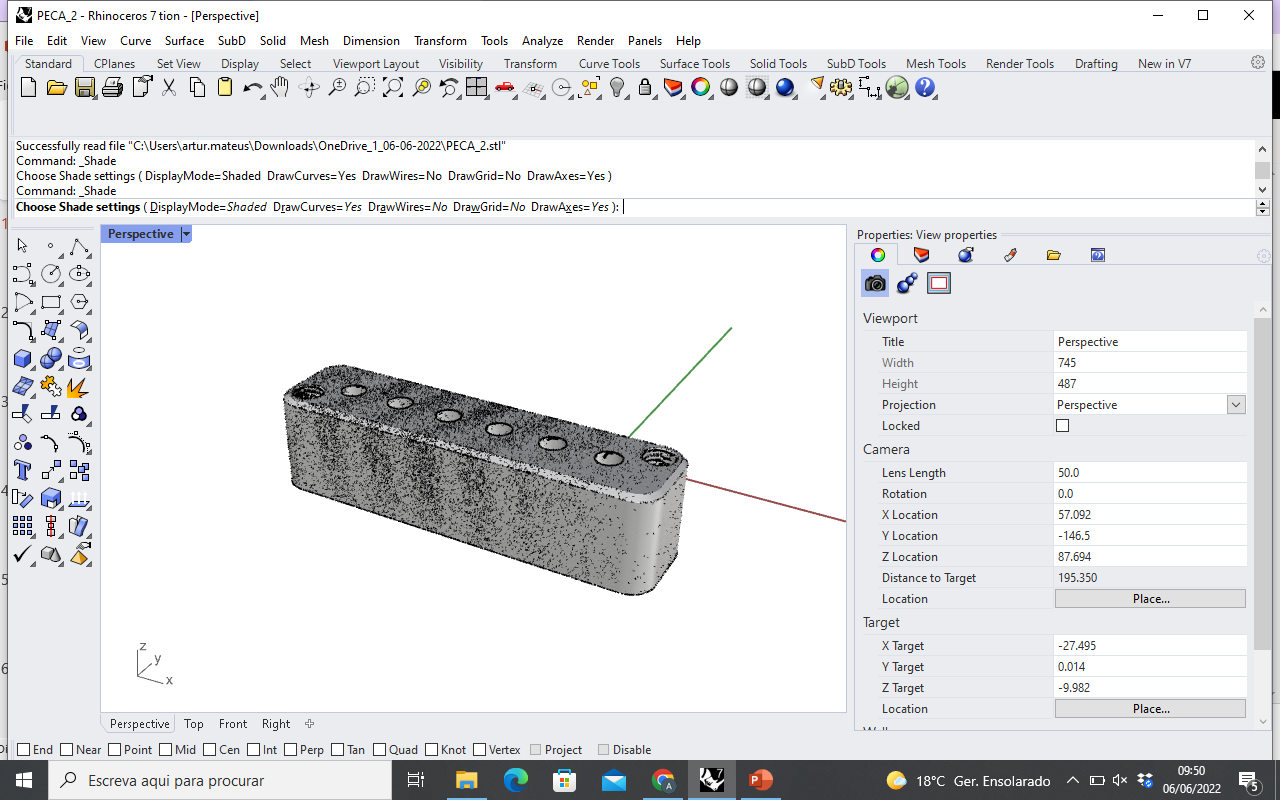 PECA_2 - Rhinoceros 7 tion - [Perspective]
File Edit View Curve Surface SubD Solid Mesh Dimension Transform Tools Analyze Render Panels Help
Standard CPlanes Set View Display Select Viewport Layout Visibility Transform Curve Tools Surface Tools Solid Tools SubD Tools Mesh Tools Render Tools Drafting New in V7
Successfully read file "C:\Users\artur.mateus\Downloads\OneDrive_1_06-06-2022\PECA_2.stl"
Command: _Shade
Choose Shade settings ( DisplayMode=Shaded DrawCurves=Yes DrawWires=No DrawGrid=No DrawAxes=Yes )
Command: _Shade
Choose Shade settings ( DisplayMode=Shaded DrawCurves=Yes DrawWires=No DrawGrid=No DrawAxes=Yes ):
Perspective
Properties: View properties
Viewport
Title Perspective
Width 745
Height 487
Projection Perspective
Locked
Camera
Lens Length 50.0
Rotation 0.0
X Location 57.092
Y Location -146.5
Z Location 87.694
Distance to Target 195.350
Location Place...
Target
X Target -27.495
Y Target 0.014
Z Target -9.982
Location Place...
z
y
x
Perspective Top Front Right
End Near Point Mid Cen Int Perp Tan Quad Knot Vertex Project Disable
Escreva aqui para procurar
18°C Ger. Ensolarado
09:50
06/06/2022
5